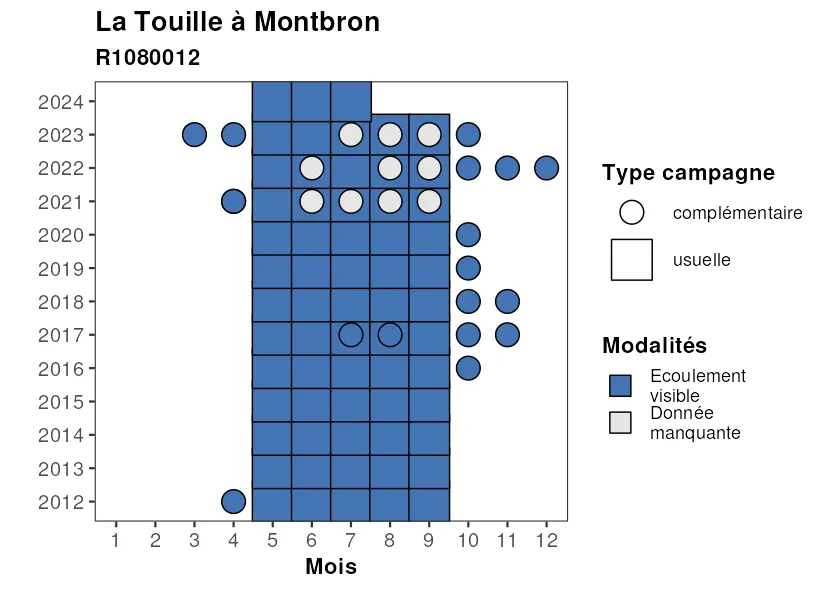 La Touille à Montbron
R1080012
2024
2023
2022
2021
2020
2019
2018
2017
2016
2015
2014
2013
2012
1 2 3 4 5 6 7 8 9 10 11 12
Mois
Type campagne
complémentaire
usuelle
Modalités
Ecoulement
visible
Donnée
manquante